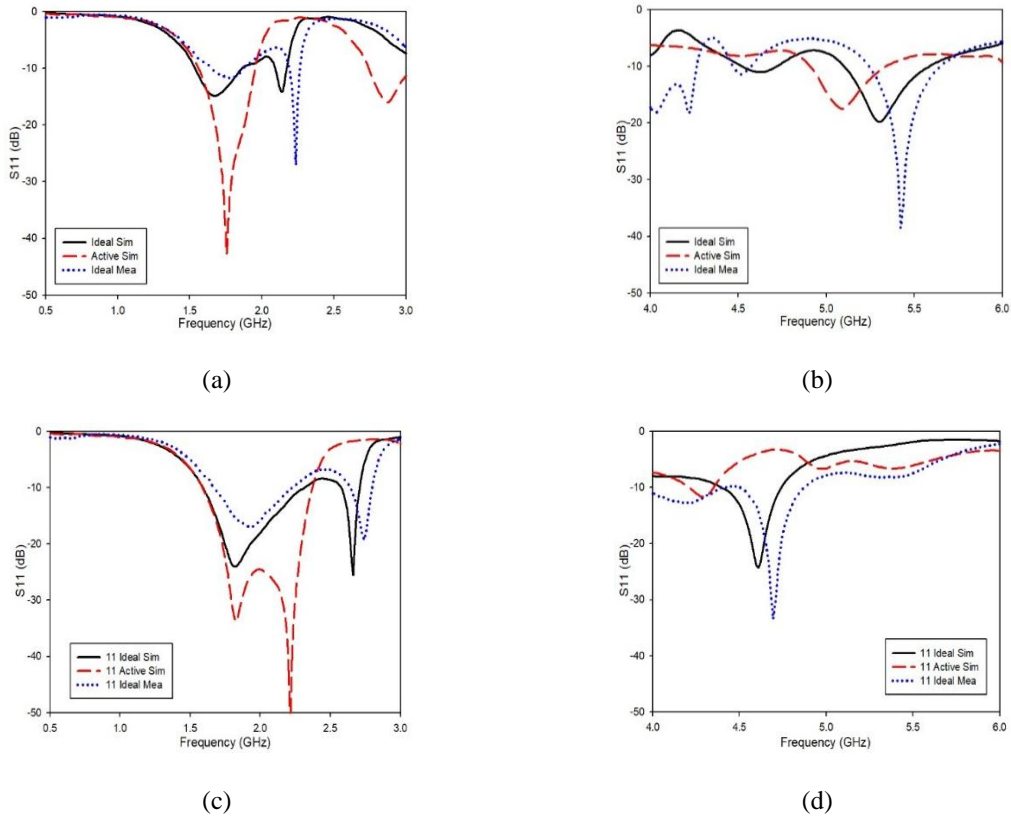 0
-10
-20
-30
-40
-50
S11 (dB)
Ideal Sim
Active Sim
Ideal Mea
0.5 1.0 1.5 2.0 2.5 3.0
Frequency (GHz)
(a)
0
-10
-20
-30
-40
-50
S11 (dB)
Ideal Sim
Active Sim
Ideal Mea
4.0 4.5 5.0 5.5 6.0
Frequency (GHz)
(b)
0
-10
-20
-30
-40
-50
S11 (dB)
11 Ideal Sim
11 Active Sim
11 Ideal Mea
0.5 1.0 1.5 2.0 2.5 3.0
Frequency (GHz)
(c)
0
-10
-20
-30
-40
-50
S11 (dB)
11 Ideal Sim
11 Active Sim
11 Ideal Mea
4.0 4.5 5.0 5.5 6.0
Frequency (GHz)
(d)